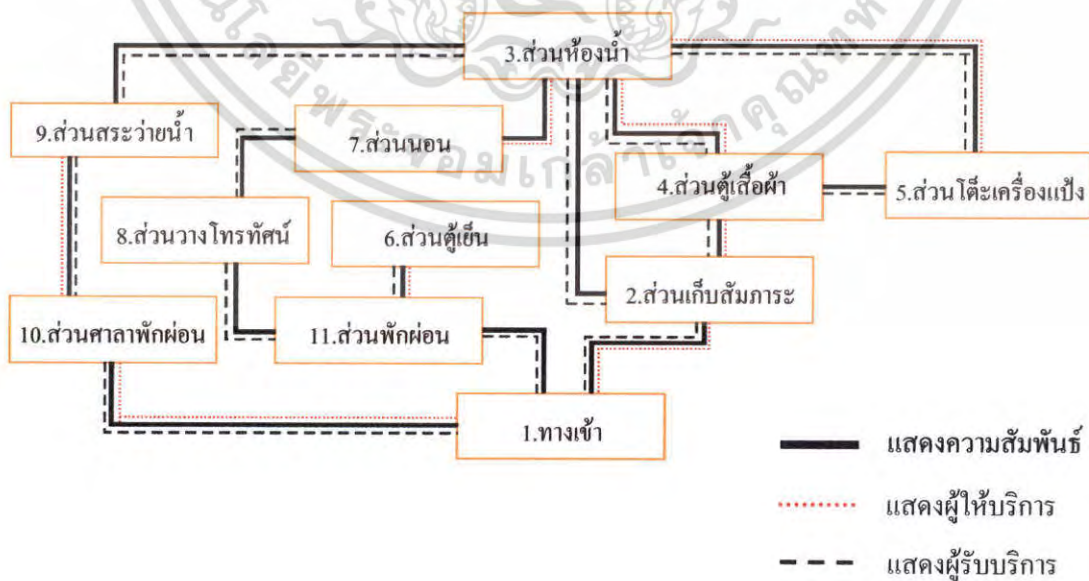 3.ส่วนห้องน้ำ
9.ส่วนสระว่ายน้ำ
7.ส่วนนอน
4.ส่วนตู้เสื้อผ้า
5.ส่วนโต๊ะเครื่องแป้ง
8.ส่วนวางโทรทัศน์
6.ส่วนตู้เย็น
2.ส่วนเก็บสัมภาระ
10.ส่วนศาลาพักผ่อน
11.ส่วนพักผ่อน
1.ทางเข้า
แสดงความสัมพันธ์
แสดงผู้ให้บริการ
แสดงผู้รับบริการ